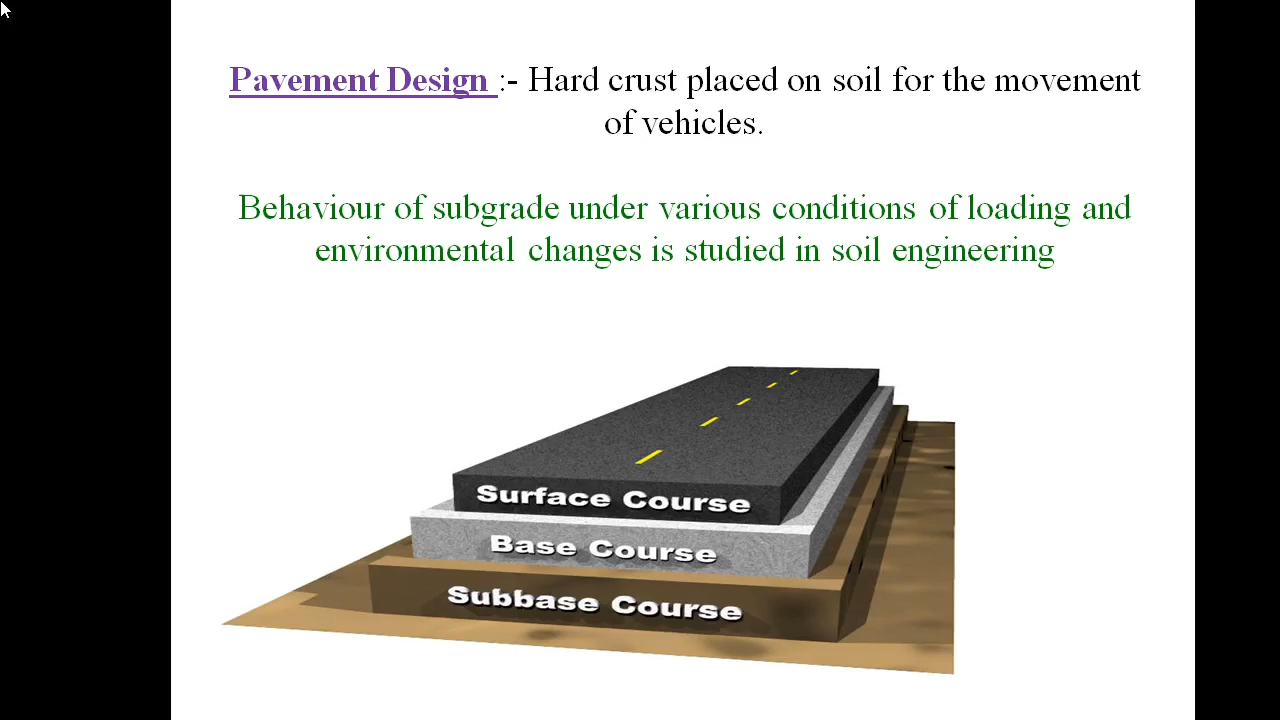 Pavement Design :- Hard crust placed on soil for the movement
of vehicles.
Behaviour of subgrade under various conditions of loading and
environmental changes is studied in soil engineering
Surface Course
Base Course
Subbase Course